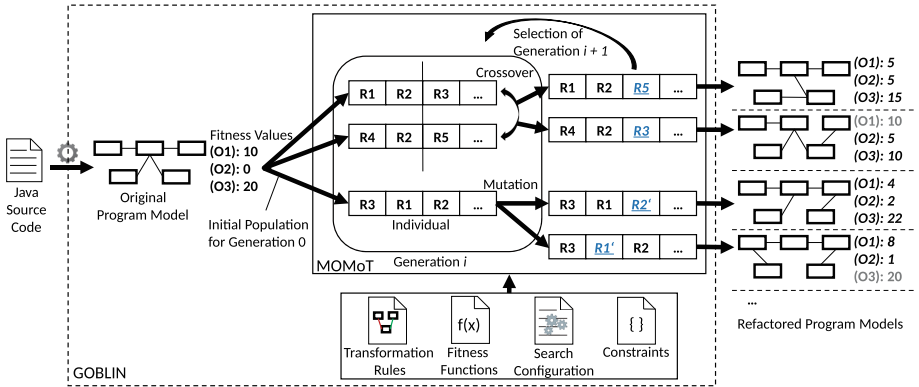 Java
Source
Code
Original
Program Model
Fitness Values
(O1): 10
(O2): 0
(O3): 20
Initial Population
for Generation 0
Selection of
Generation i + 1
Crossover
R1 R2 R3 ...
R4 R2 R5 ...
Mutation
R3 R1 R2 ...
Individual
Generation i
MOMoT
R1 R2 R5 ...
R4 R2 R3 ...
R3 R1 R2' ...
R3 R1' R2 ...
(O1): 5
(O2): 5
(O3): 15
(O1): 10
(O2): 5
(O3): 10
(O1): 4
(O2): 2
(O3): 22
(O1): 8
(O2): 1
(O3): 20
...
Refactored Program Models
f(x)
{ }
Transformation
Rules
Fitness
Functions
Search
Configuration
Constraints
GOBLIN